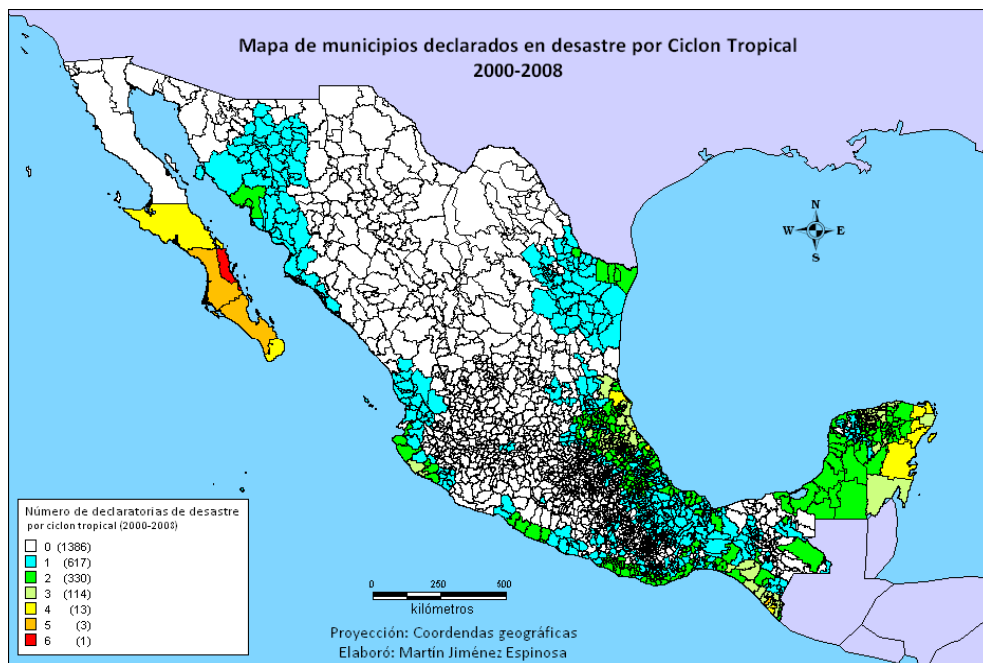 Mapa de municipios declarados en desastre por Ciclon Tropical
2000-2008
N
W E
S
Número de declaratorias de desastre
por ciclon tropical (2000-2008)
0 (1386)
1 (617)
2 (330)
3 (114)
4 (13)
5 (3)
6 (1)
0 250 500
kilómetros
Proyección: Coordendas geográficas
Elaboró: Martín Jiménez Espinosa